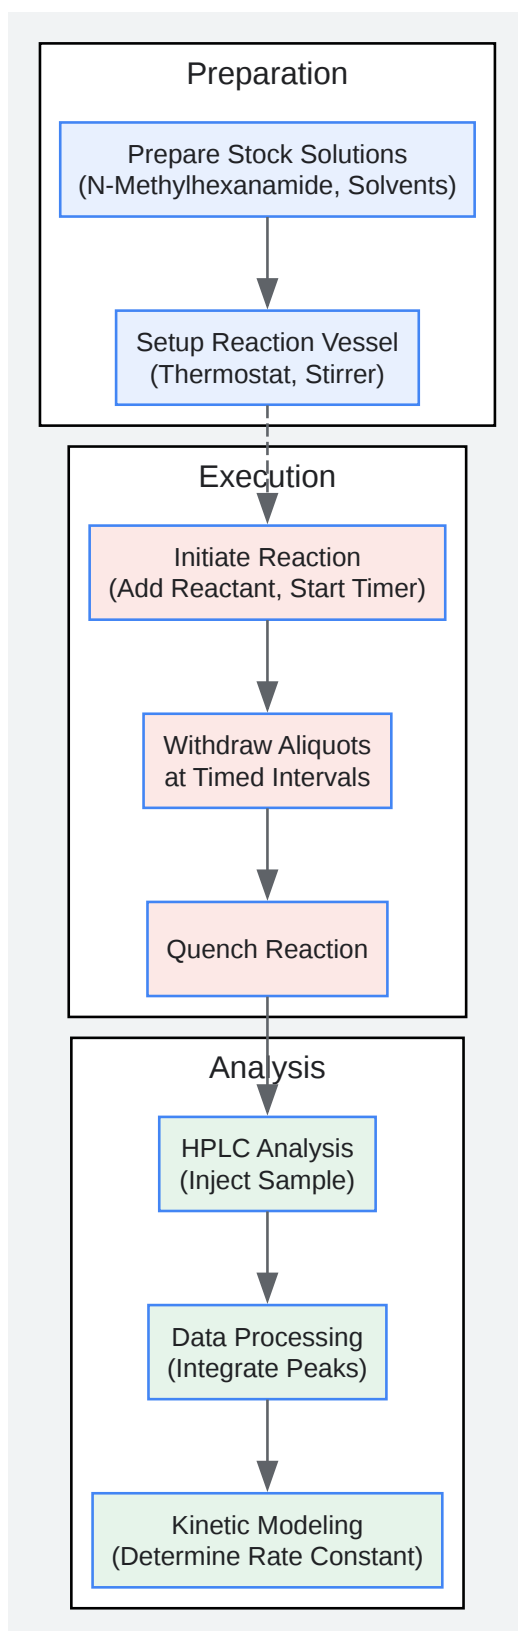 Preparation
Prepare Stock Solutions
(N-Methylhexanamide, Solvents)
Setup Reaction Vessel
(Thermostat, Stirrer)
Execution
Initiate Reaction
(Add Reactant, Start Timer)
Withdraw Aliquots
at Timed Intervals
Quench Reaction
Analysis
HPLC Analysis
(Inject Sample)
Data Processing
(Integrate Peaks)
Kinetic Modeling
(Determine Rate Constant)